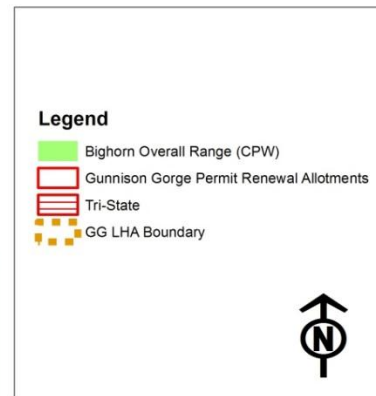 Legend
Bighorn Overall Range (CPW)
Gunnison Gorge Permit Renewal Allotments
Tri-State
GG LHA Boundary
N